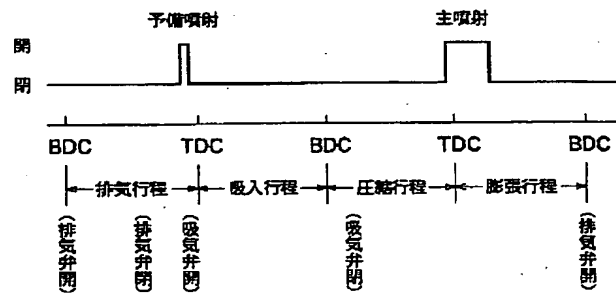 予備噴射
主噴射
開
閉
BDC
TDC
BDC
TDC
BDC
排気行程
吸入行程
圧縮行程
膨張行程
(排気弁開)
(排気弁閉)
(吸気弁開)
(吸気弁閉)
(排気弁開)